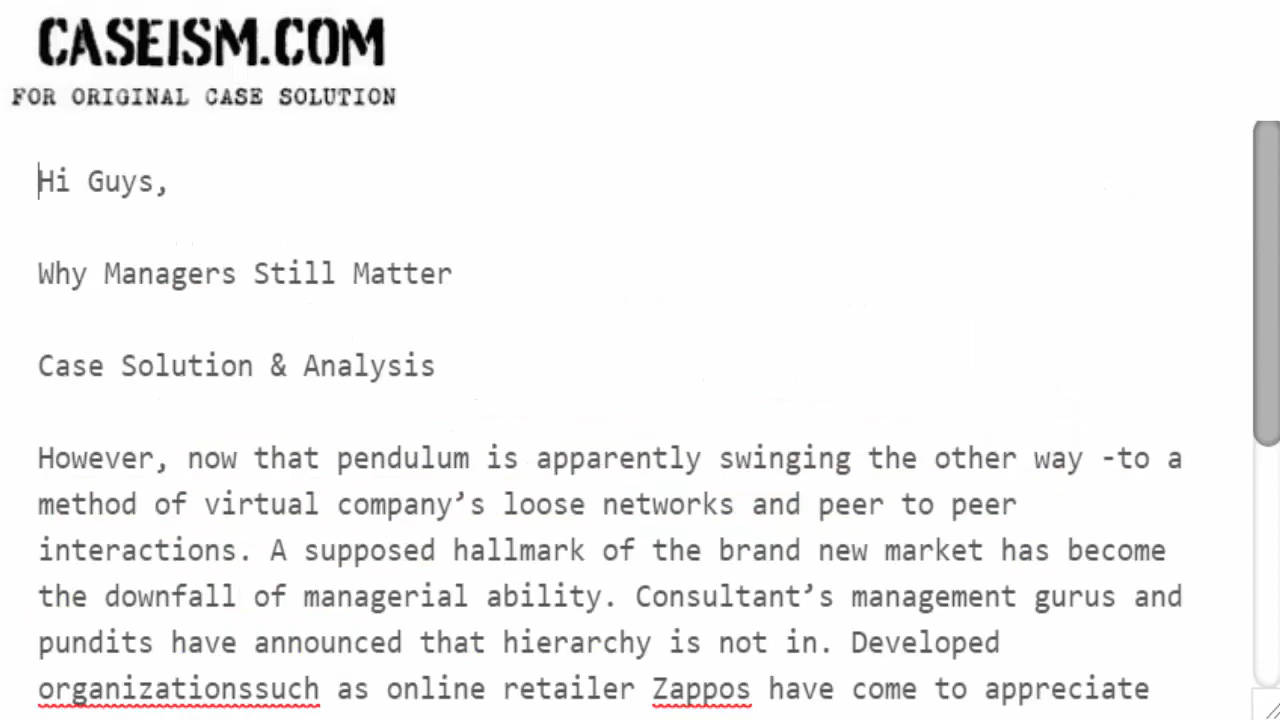 CASEISM.COM
FOR ORIGINAL CASE SOLUTION
Hi Guys,
Why Managers Still Matter
Case Solution & Analysis
However, now that pendulum is apparently swinging the other way -to a
method of virtual company’s loose networks and peer to peer
interactions. A supposed hallmark of the brand new market has become
the downfall of managerial ability. Consultant’s management gurus and
pundits have announced that hierarchy is not in. Developed
organizationssuch as online retailer Zappos have come to appreciate